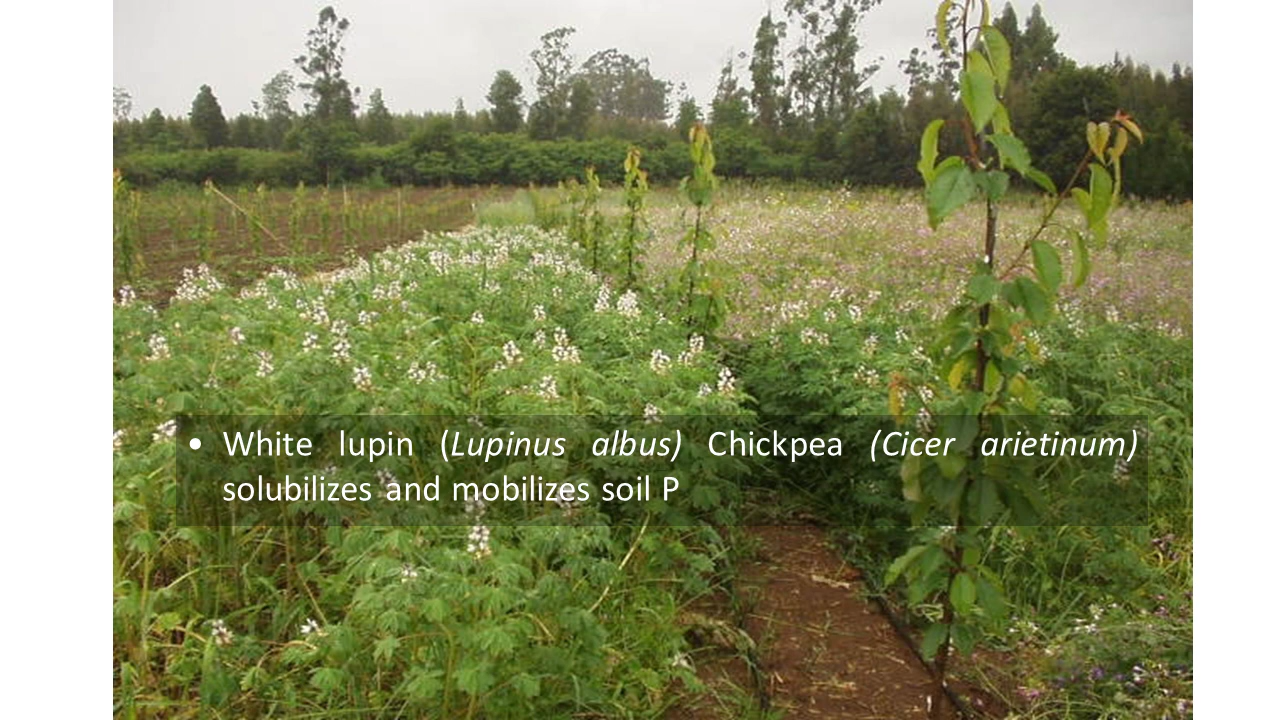 • White lupin (Lupinus albus) Chickpea (Cicer arietinum)
solubilizes and mobilizes soil P